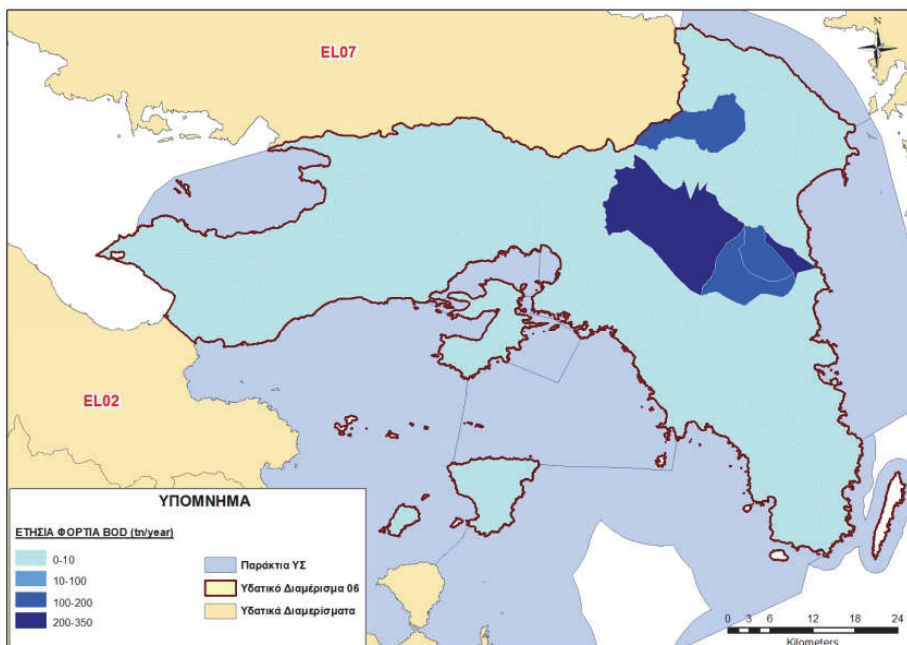 EL07
N
EL02
ΥΠΟΜΝΗΜΑ
ΕΤΗΣΙΑ ΦΟΡΤΙΑ BOD (tn/year)
0-10
10-100
100-200
200-350
Παράκτια ΥΣ
Υδατικό Διαμέρισμα 06
Υδατικά Διαμερίσματα
0 3 6 12 18 24
Kilometers